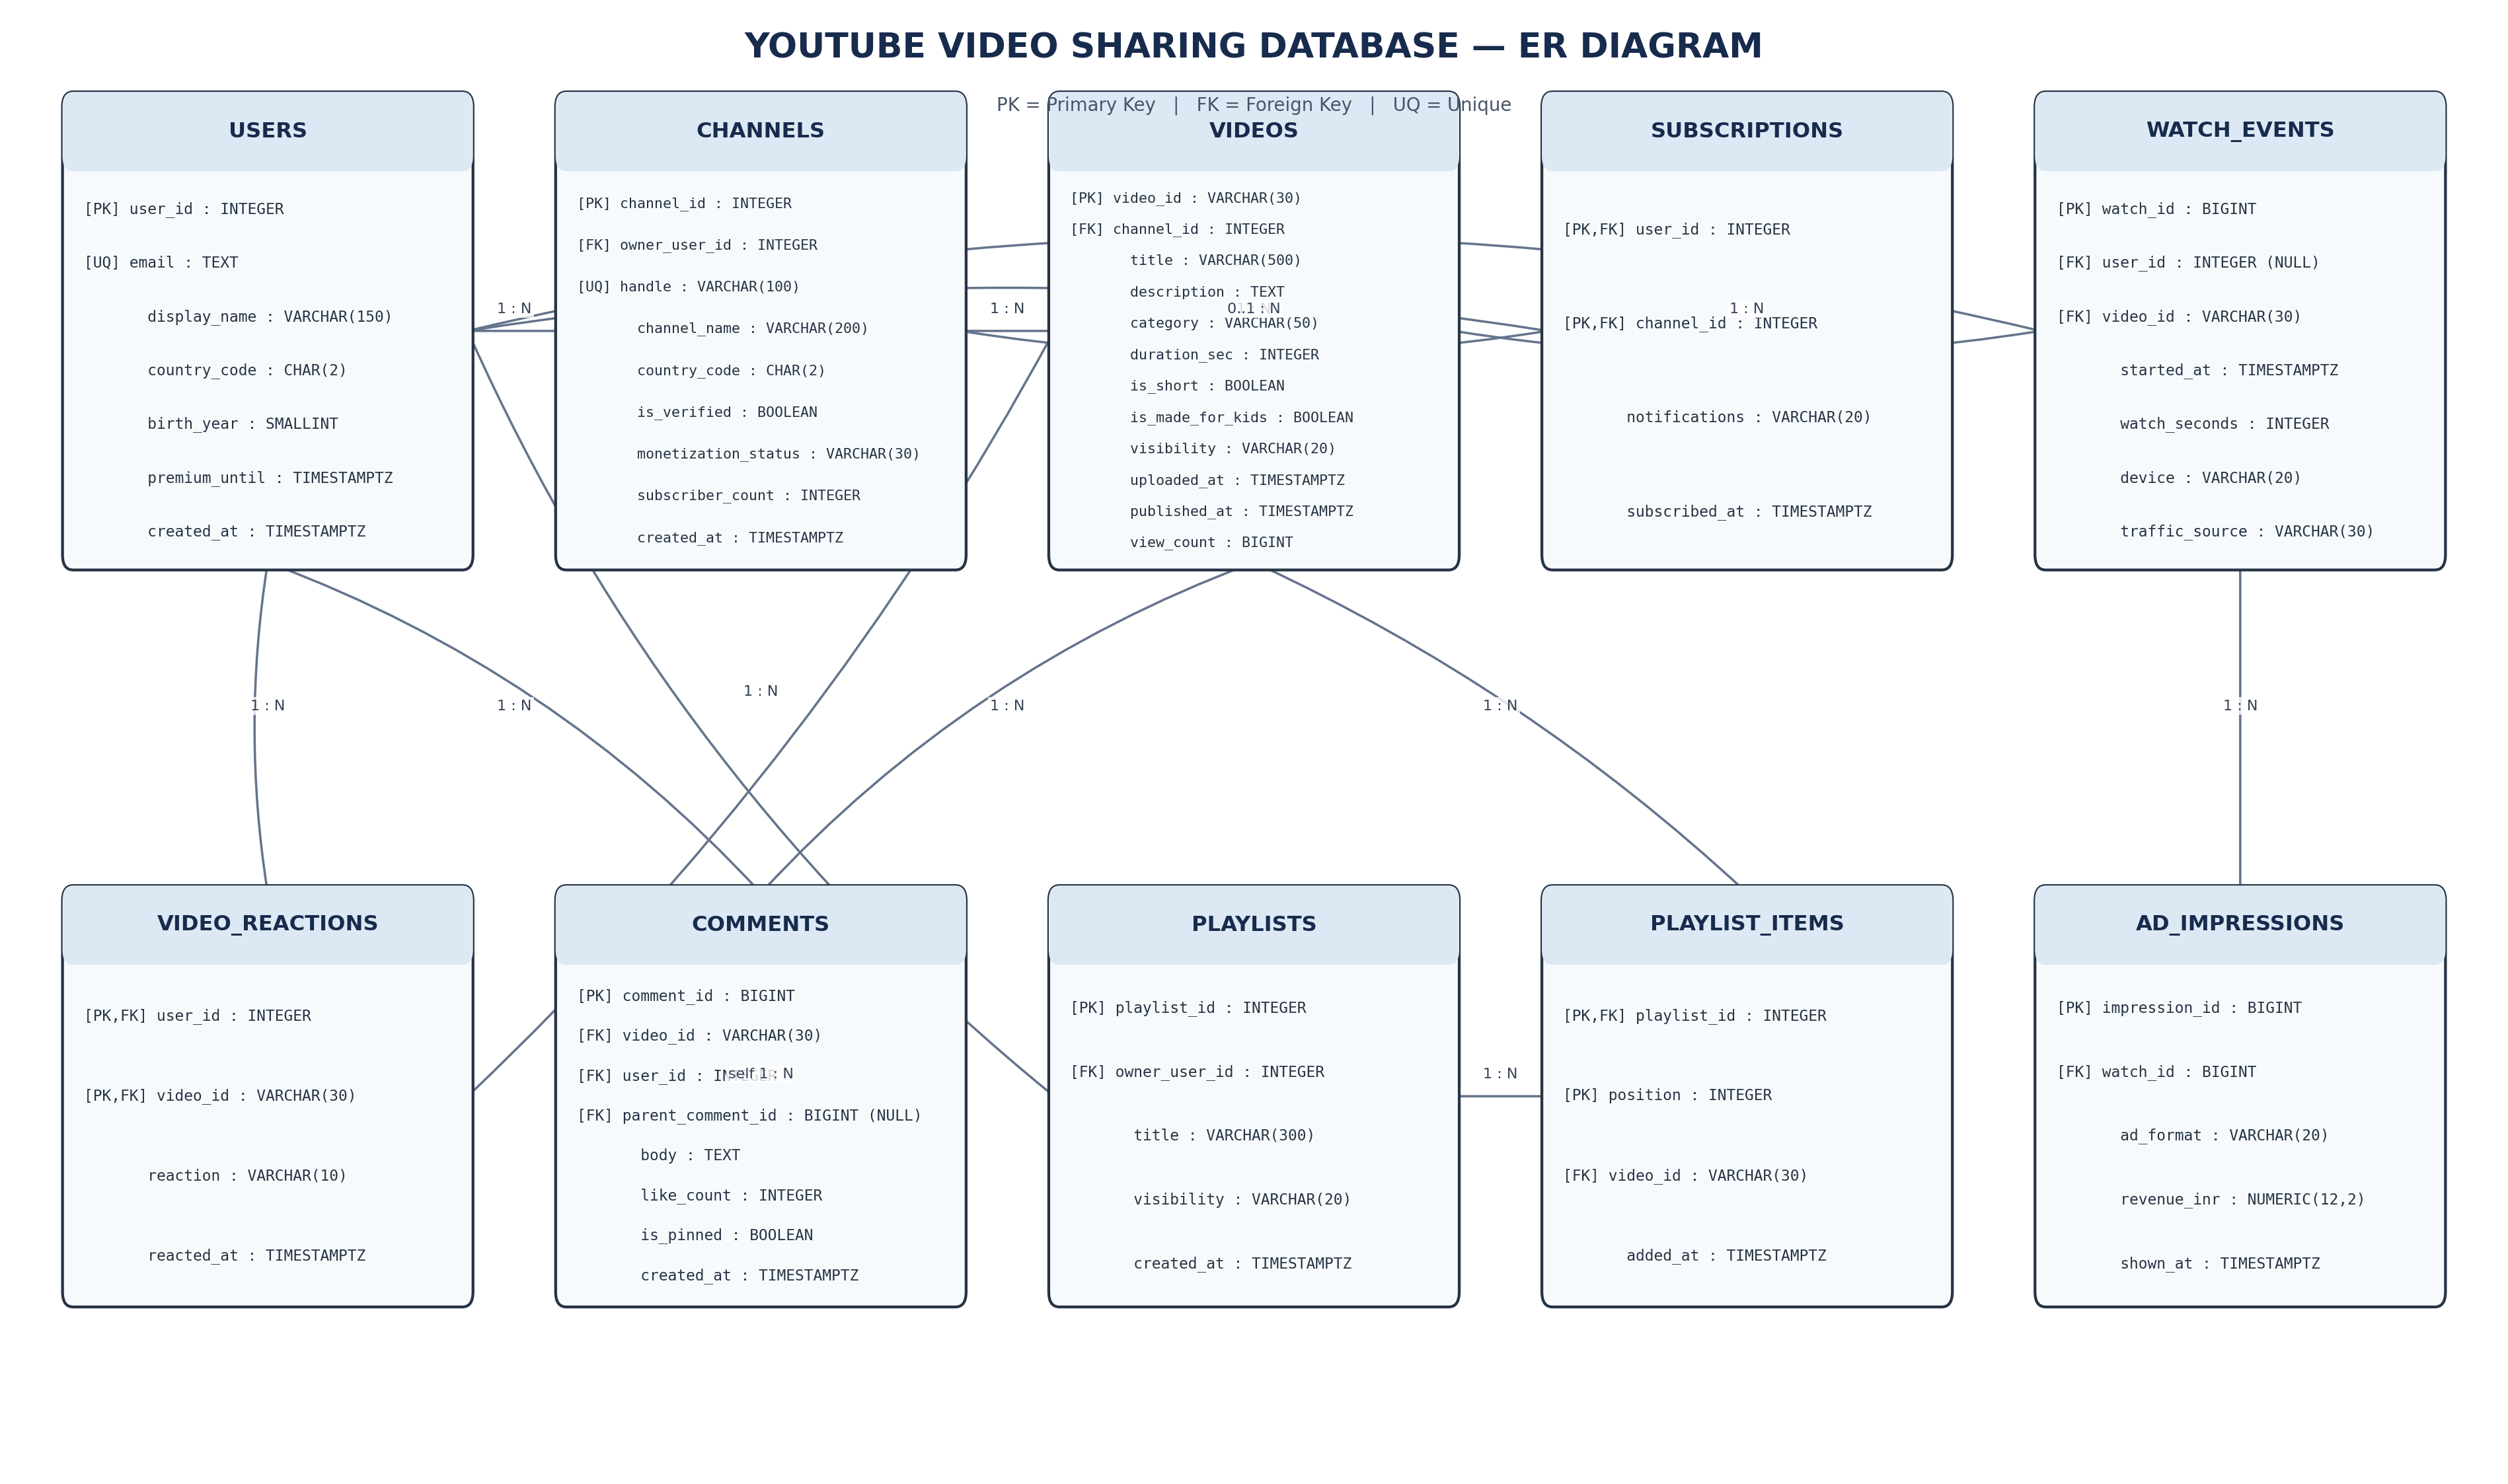 YOUTUBE VIDEO SHARING DATABASE — ER DIAGRAM
PK = Primary Key | FK = Foreign Key | UQ = Unique
USERS
[PK] user_id : INTEGER
[UQ] email : TEXT
display_name : VARCHAR(150)
country_code : CHAR(2)
birth_year : SMALLINT
premium_until : TIMESTAMPTZ
created_at : TIMESTAMPTZ
1 : N
CHANNELS
[PK] channel_id : INTEGER
[FK] owner_user_id : INTEGER
[UQ] handle : VARCHAR(100)
channel_name : VARCHAR(200)
country_code : CHAR(2)
is_verified : BOOLEAN
monetization_status : VARCHAR(30)
subscriber_count : INTEGER
created_at : TIMESTAMPTZ
1 : N
VIDEOS
[PK] video_id : VARCHAR(30)
[FK] channel_id : INTEGER
title : VARCHAR(500)
description : TEXT
category : VARCHAR(50)
duration_sec : INTEGER
is_short : BOOLEAN
is_made_for_kids : BOOLEAN
visibility : VARCHAR(20)
uploaded_at : TIMESTAMPTZ
published_at : TIMESTAMPTZ
view_count : BIGINT
SUBSCRIPTIONS
[PK,FK] user_id : INTEGER
1 : N
[PK,FK] channel_id : INTEGER
notifications : VARCHAR(20)
subscribed_at : TIMESTAMPTZ
WATCH_EVENTS
[PK] watch_id : BIGINT
[FK] user_id : INTEGER (NULL)
[FK] video_id : VARCHAR(30)
started_at : TIMESTAMPTZ
watch_seconds : INTEGER
device : VARCHAR(20)
traffic_source : VARCHAR(30)
1 : N
1 : N
1 : N
1 : N
1 : N
1 : N
VIDEO_REACTIONS
[PK,FK] user_id : INTEGER
[PK,FK] video_id : VARCHAR(30)
reaction : VARCHAR(10)
reacted_at : TIMESTAMPTZ
COMMENTS
[PK] comment_id : BIGINT
[FK] video_id : VARCHAR(30)
[FK] user_id : INTEGER
self 1 : N
[FK] parent_comment_id : BIGINT (NULL)
body : TEXT
like_count : INTEGER
is_pinned : BOOLEAN
created_at : TIMESTAMPTZ
PLAYLISTS
[PK] playlist_id : INTEGER
[FK] owner_user_id : INTEGER
title : VARCHAR(300)
visibility : VARCHAR(20)
created_at : TIMESTAMPTZ
1 : N
PLAYLIST_ITEMS
[PK,FK] playlist_id : INTEGER
[PK] position : INTEGER
[FK] video_id : VARCHAR(30)
added_at : TIMESTAMPTZ
AD_IMPRESSIONS
[PK] impression_id : BIGINT
[FK] watch_id : BIGINT
ad_format : VARCHAR(20)
revenue_inr : NUMERIC(12,2)
shown_at : TIMESTAMPTZ